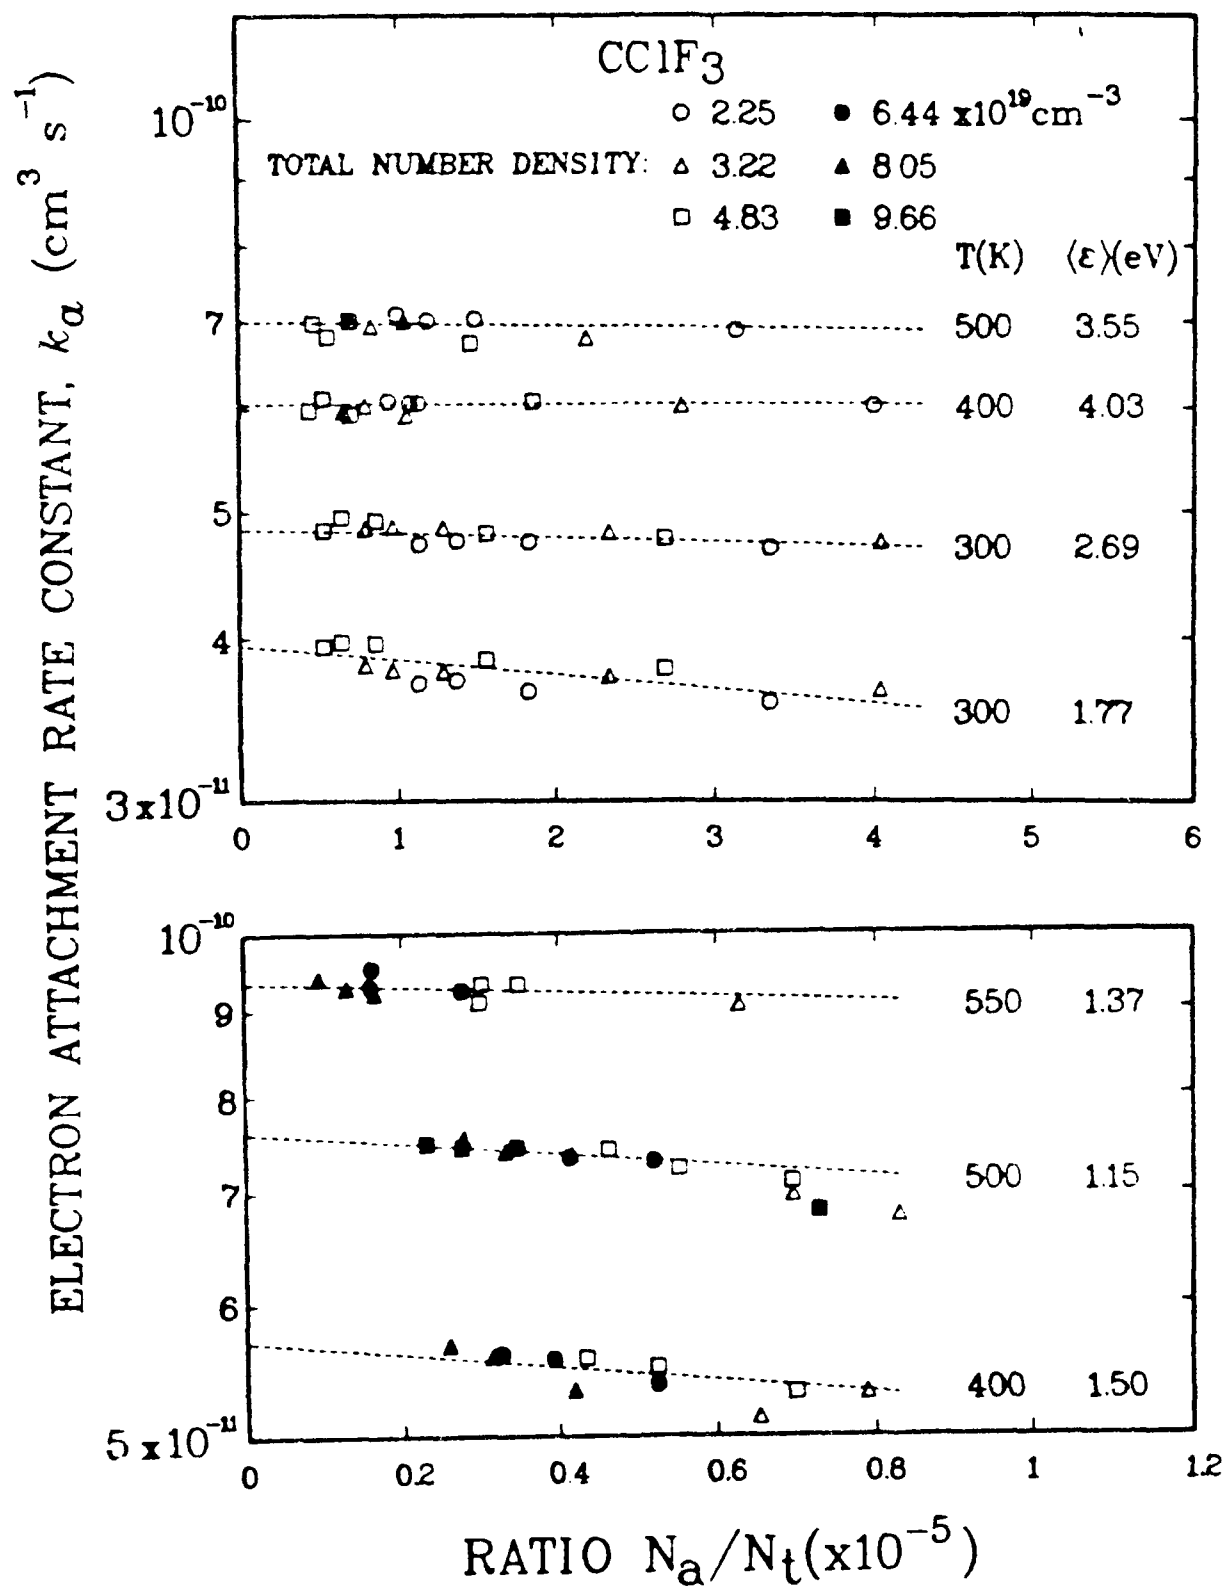 CClF3
○ 2.25 ● 6.44 x10^19 cm^-3
TOTAL NUMBER DENSITY: △ 3.22 ▲ 8.05
□ 4.83 ■ 9.66
T(K) ⟨ε⟩(eV)
10^-10
7
500 3.55
400 4.03
5
300 2.69
4
300 1.77
3x10^-11
0 1 2 3 4 5 6
10^-10
550 1.37
9
8
500 1.15
7
6
400 1.50
5x10^-11
0 0.2 0.4 0.6 0.8 1 1.2
RATIO Na/Nt(x10^-5)
ELECTRON ATTACHMENT RATE CONSTANT, ka (cm^3 s^-1)